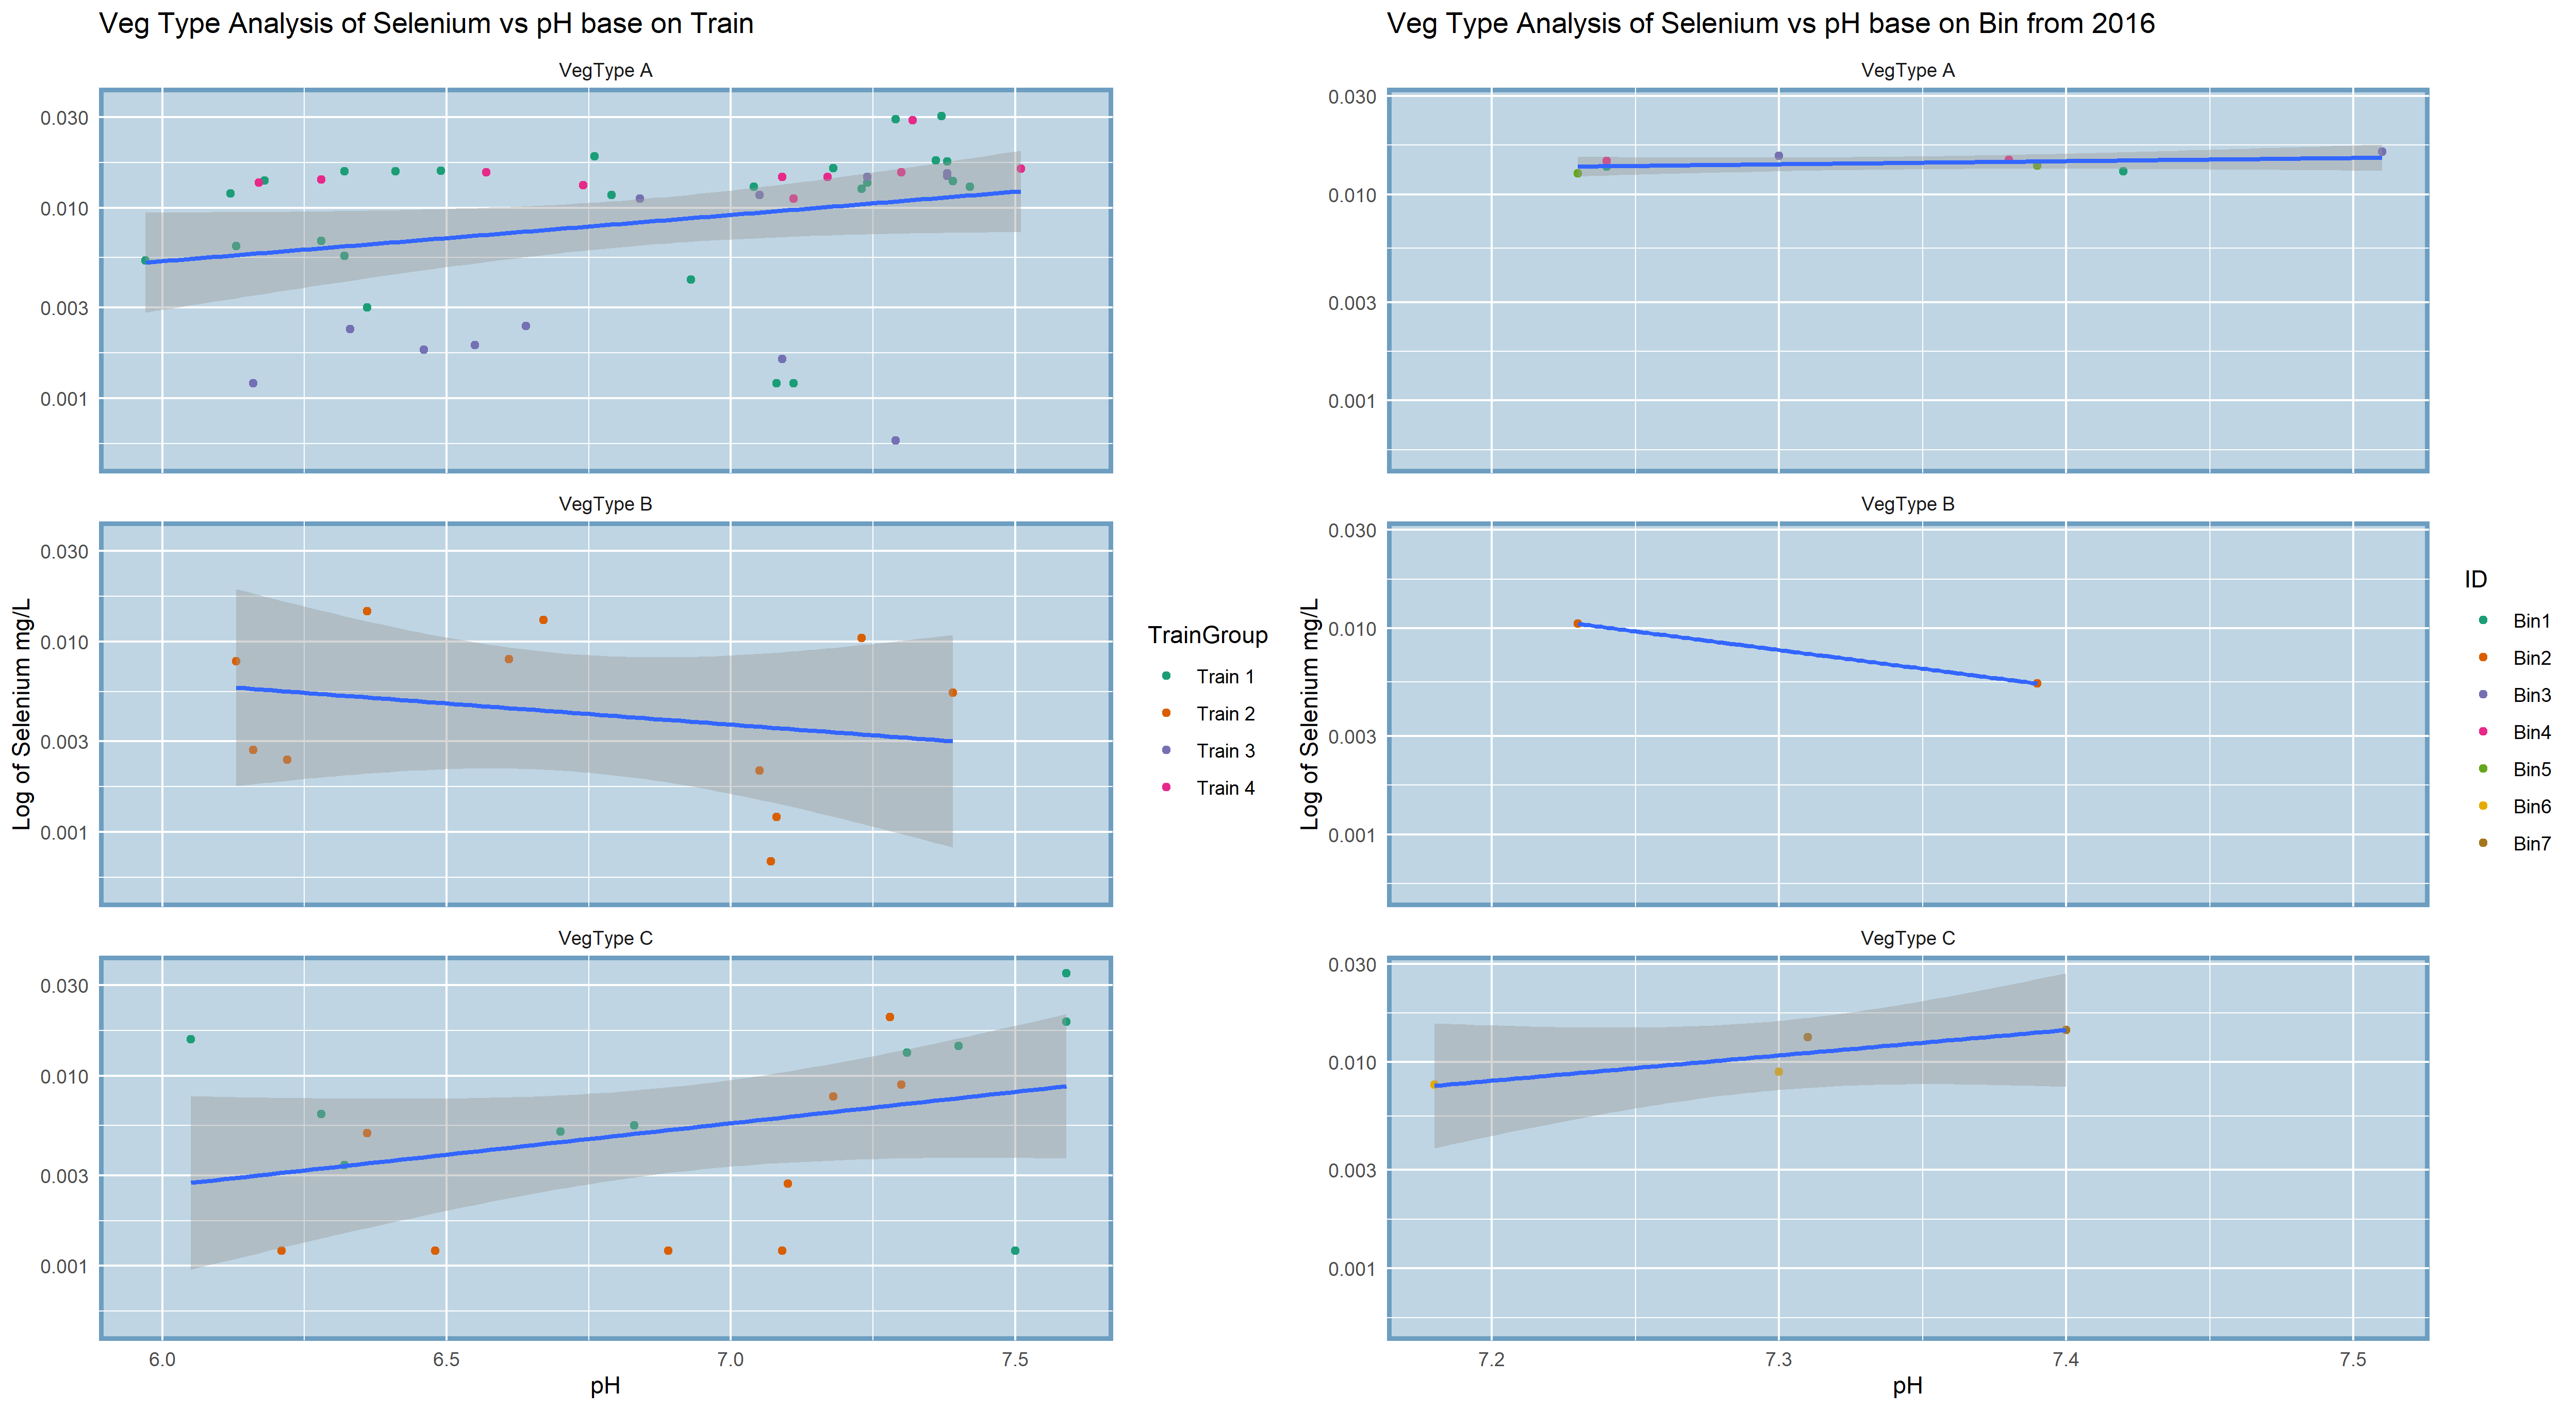 Veg Type Analysis of Selenium vs pH base on Train
VegType A
0.030
0.010
0.003
0.001
VegType B
0.030
0.010
0.003
0.001
VegType C
0.030
0.010
0.003
0.001
6.0 6.5 7.0 7.5
pH
Log of Selenium mg/L
TrainGroup
Train 1
Train 2
Train 3
Train 4
Veg Type Analysis of Selenium vs pH base on Bin from 2016
VegType A
0.030
0.010
0.003
0.001
VegType B
0.030
0.010
0.003
0.001
VegType C
0.030
0.010
0.003
0.001
7.2 7.3 7.4 7.5
pH
Log of Selenium mg/L
ID
Bin1
Bin2
Bin3
Bin4
Bin5
Bin6
Bin7